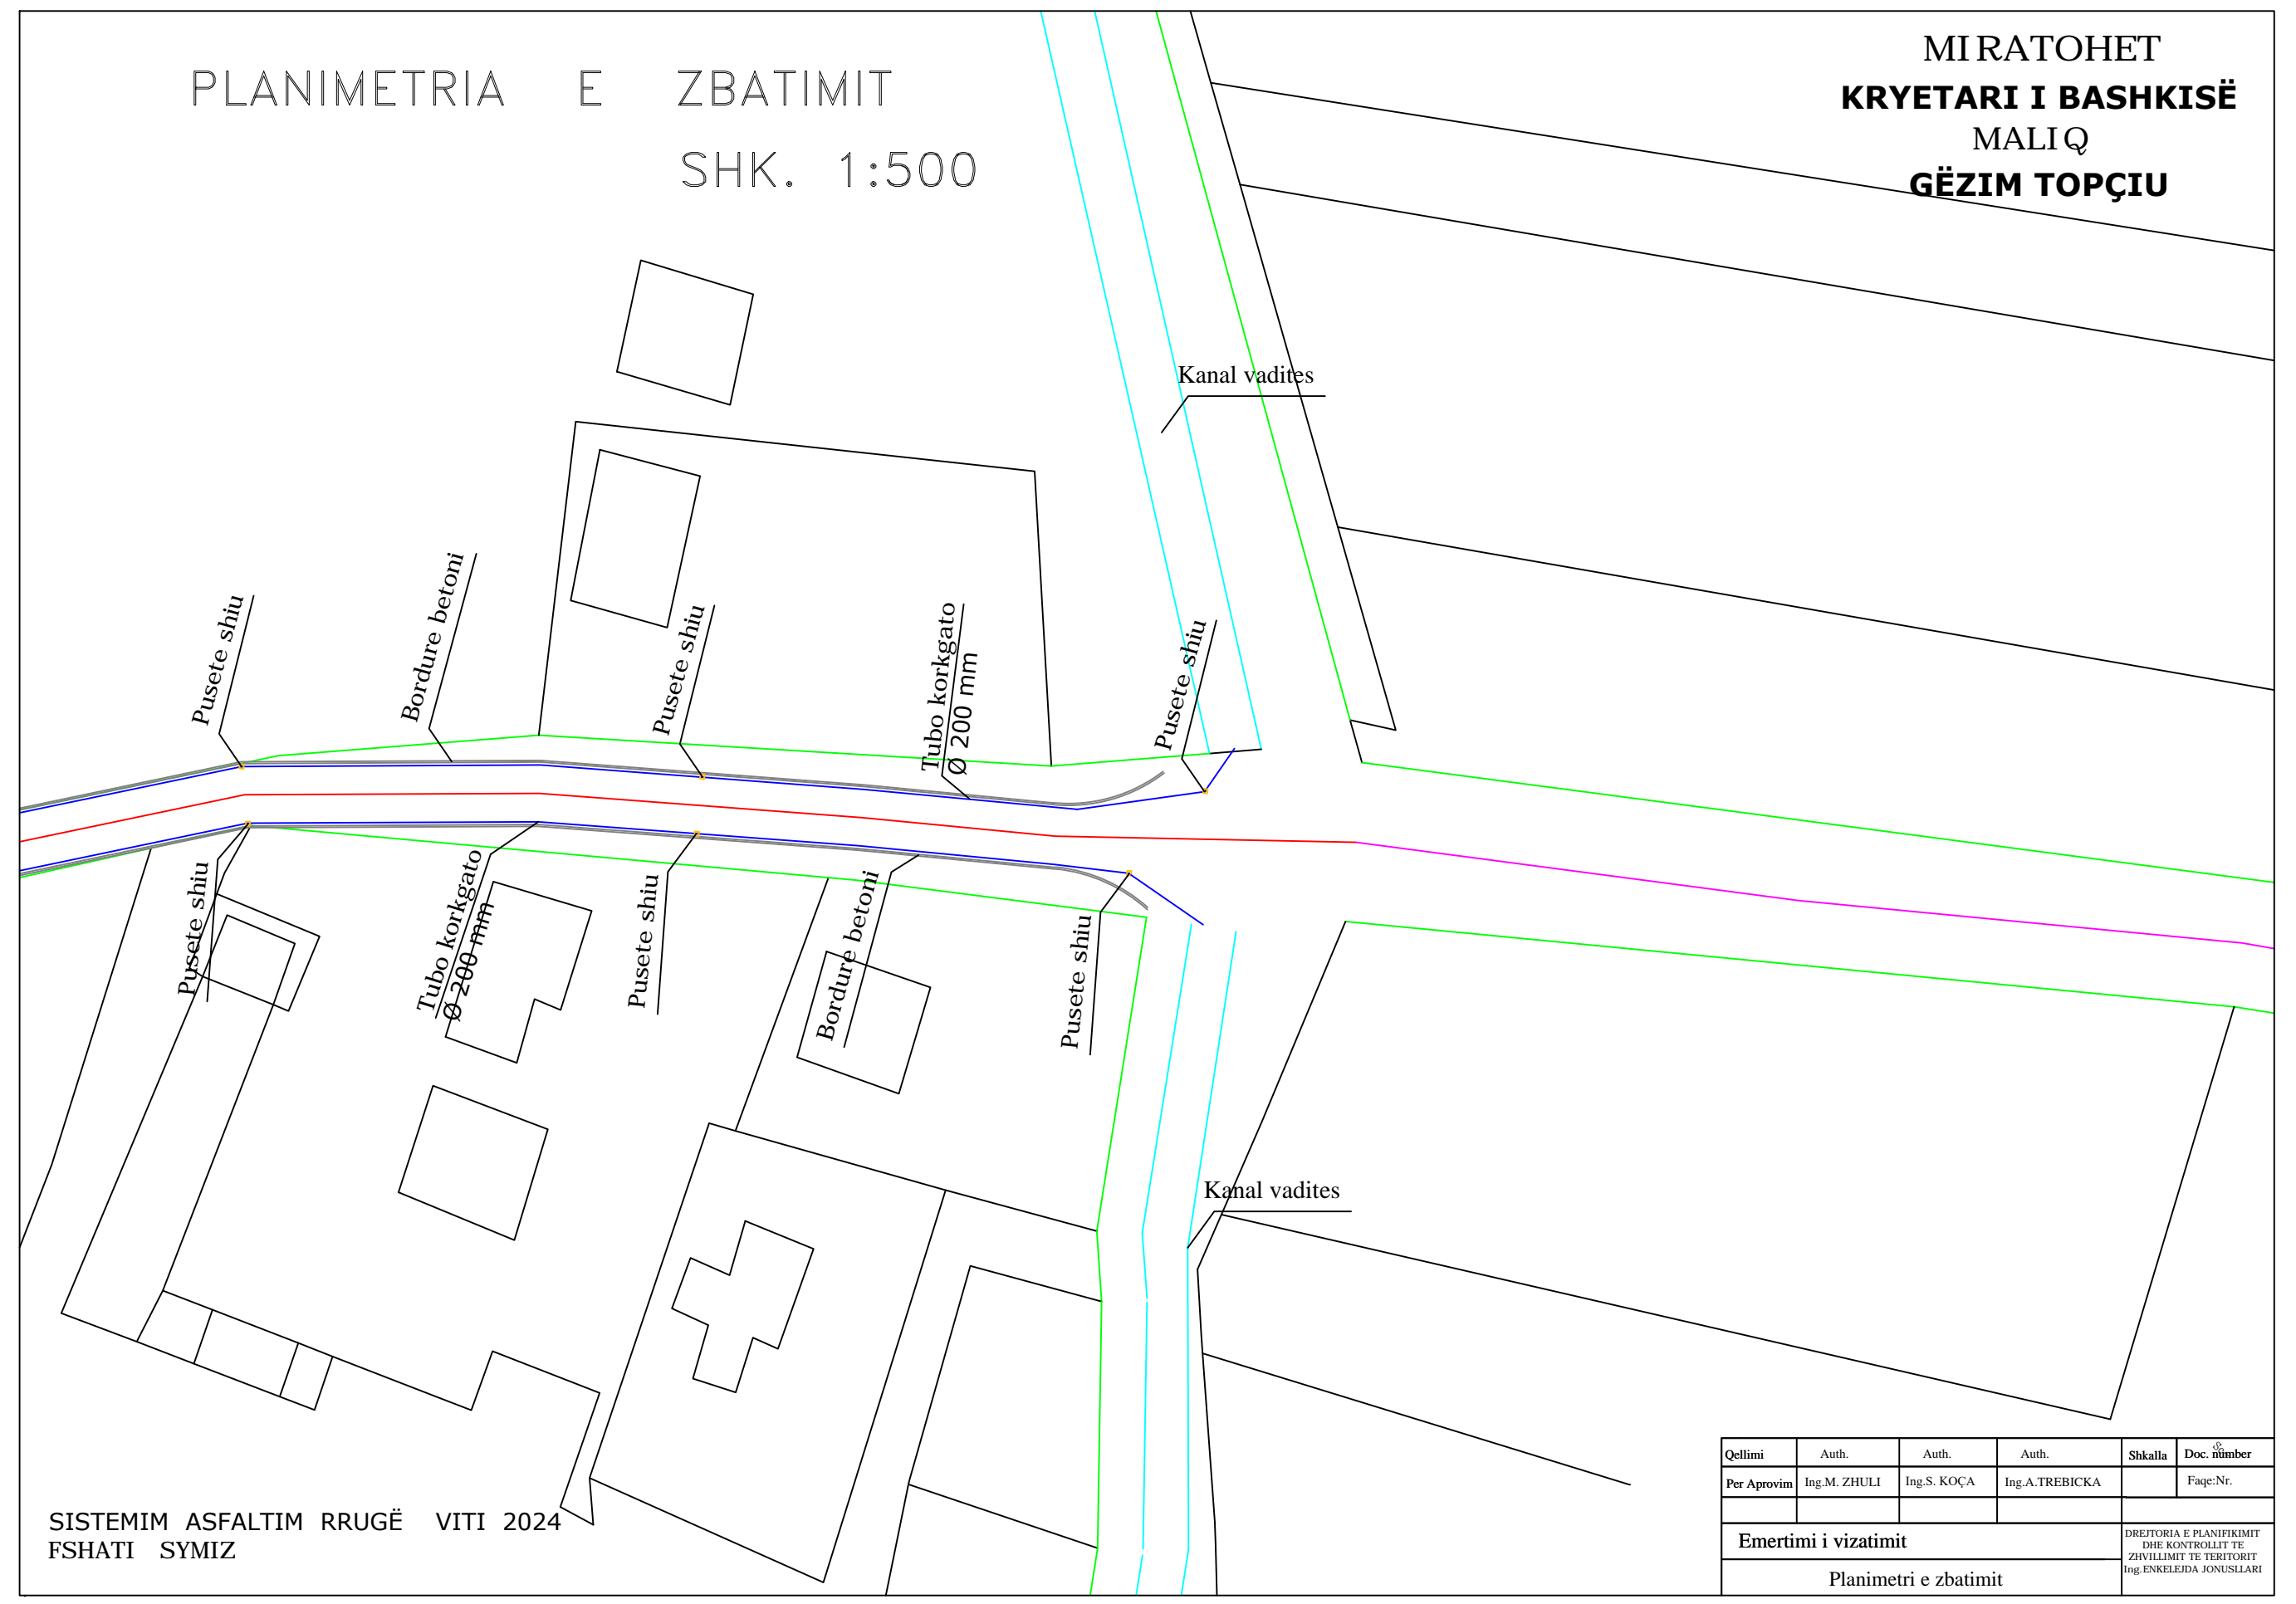 PLANIMETRIA E ZBATIMIT
SHK. 1:500
MIRATOHET
KRYETARI I BASHKISË
MALIQ
GËZIM TOPÇIU
Kanal vadites
Pusete shiu
Bordure betoni
Pusete shiu
Tubo korkgato
Ø 200 mm
Pusete shiu
Pusete shiu
Tubo korkgato
Ø 200 mm
Pusete shiu
Bordure betoni
Pusete shiu
Kanal vadites
SISTEMIM ASFALTIM RRUGË VITI 2024
FSHATI SYMIZ
Qellimi Auth. Auth. Auth. Shkalla Doc. number
Per Aprovim Ing.M. ZHULI Ing.S. KOÇA Ing.A.TREBICKA Faqe:Nr.
Emertimi i vizatimit
Planimetri e zbatimit
DREJTORIA E PLANIFIKIMIT
DHE KONTROLLIT TE
ZHVILLIMIT TE TERITORIT
Ing.ENKELEJDA JONUSLLARI